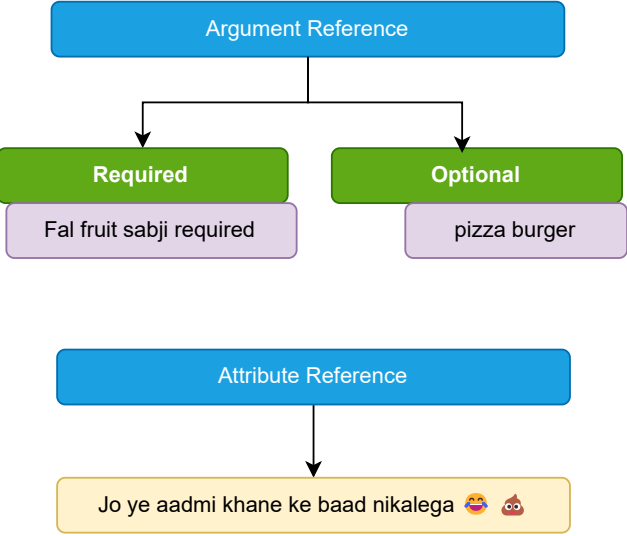 Argument Reference
Required
Optional
Fal fruit sabji required
pizza burger
Attribute Reference
Jo ye aadmi khane ke baad nikalega 😂 💩